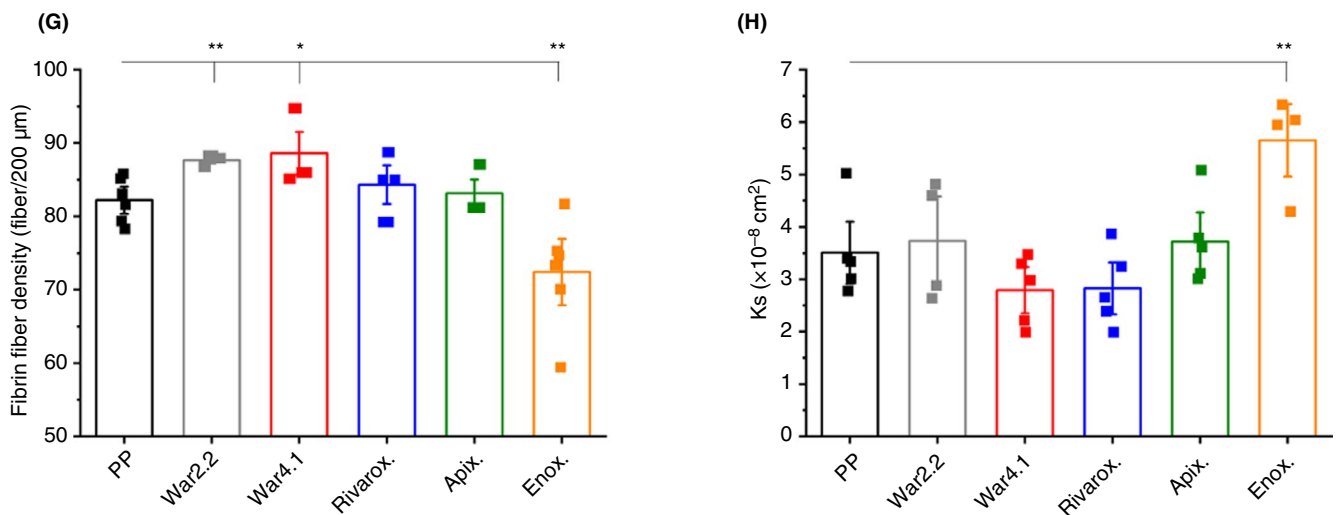 (G)
** * **
Fibrin fiber density (fiber/200 µm)
100
90
80
70
60
50
PP
War2.2
War4.1
Rivarox.
Apix.
Enox.
(H)
**
Ks (×10⁻⁸ cm²)
7
6
5
4
3
2
1
0
PP
War2.2
War4.1
Rivarox.
Apix.
Enox.